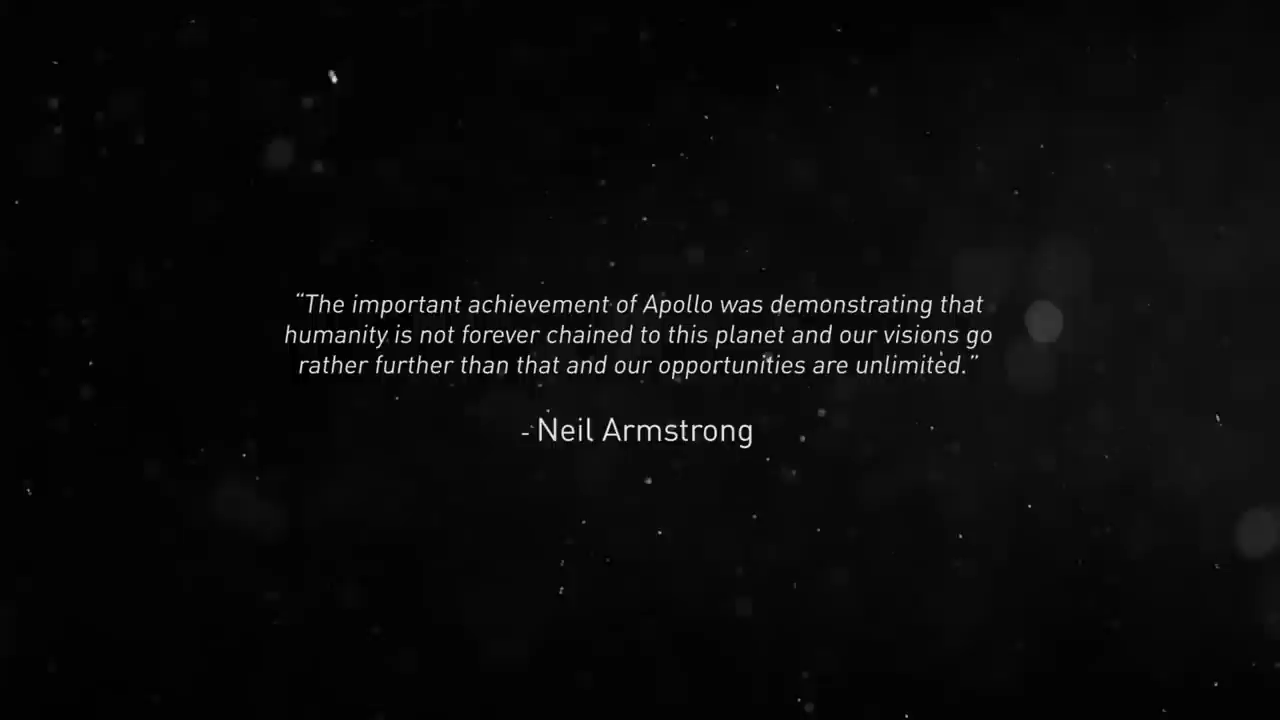 “The important achievement of Apollo was demonstrating that
humanity is not forever chained to this planet and our visions go
rather further than that and our opportunities are unlimited.”
- Neil Armstrong